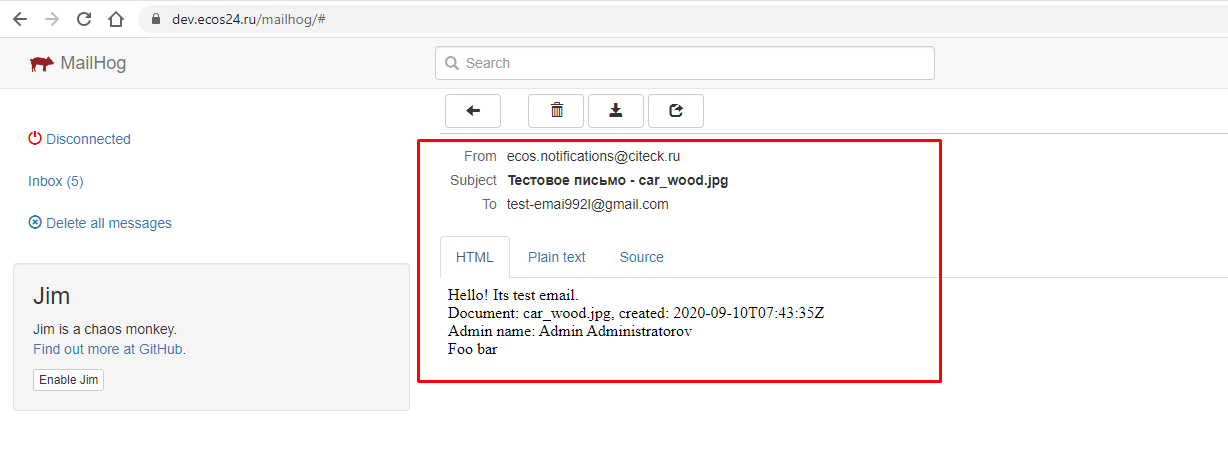 dev.ecos24.ru/mailhog/#
MailHog
Search
Disconnected
Inbox (5)
Delete all messages
Jim
Jim is a chaos monkey.
Find out more at GitHub.
Enable Jim
From ecos.notifications@citeck.ru
Subject Тестовое письмо - car_wood.jpg
To test-emai992l@gmail.com
HTML Plain text Source
Hello! Its test email.
Document: car_wood.jpg, created: 2020-09-10T07:43:35Z
Admin name: Admin Administratorov
Foo bar